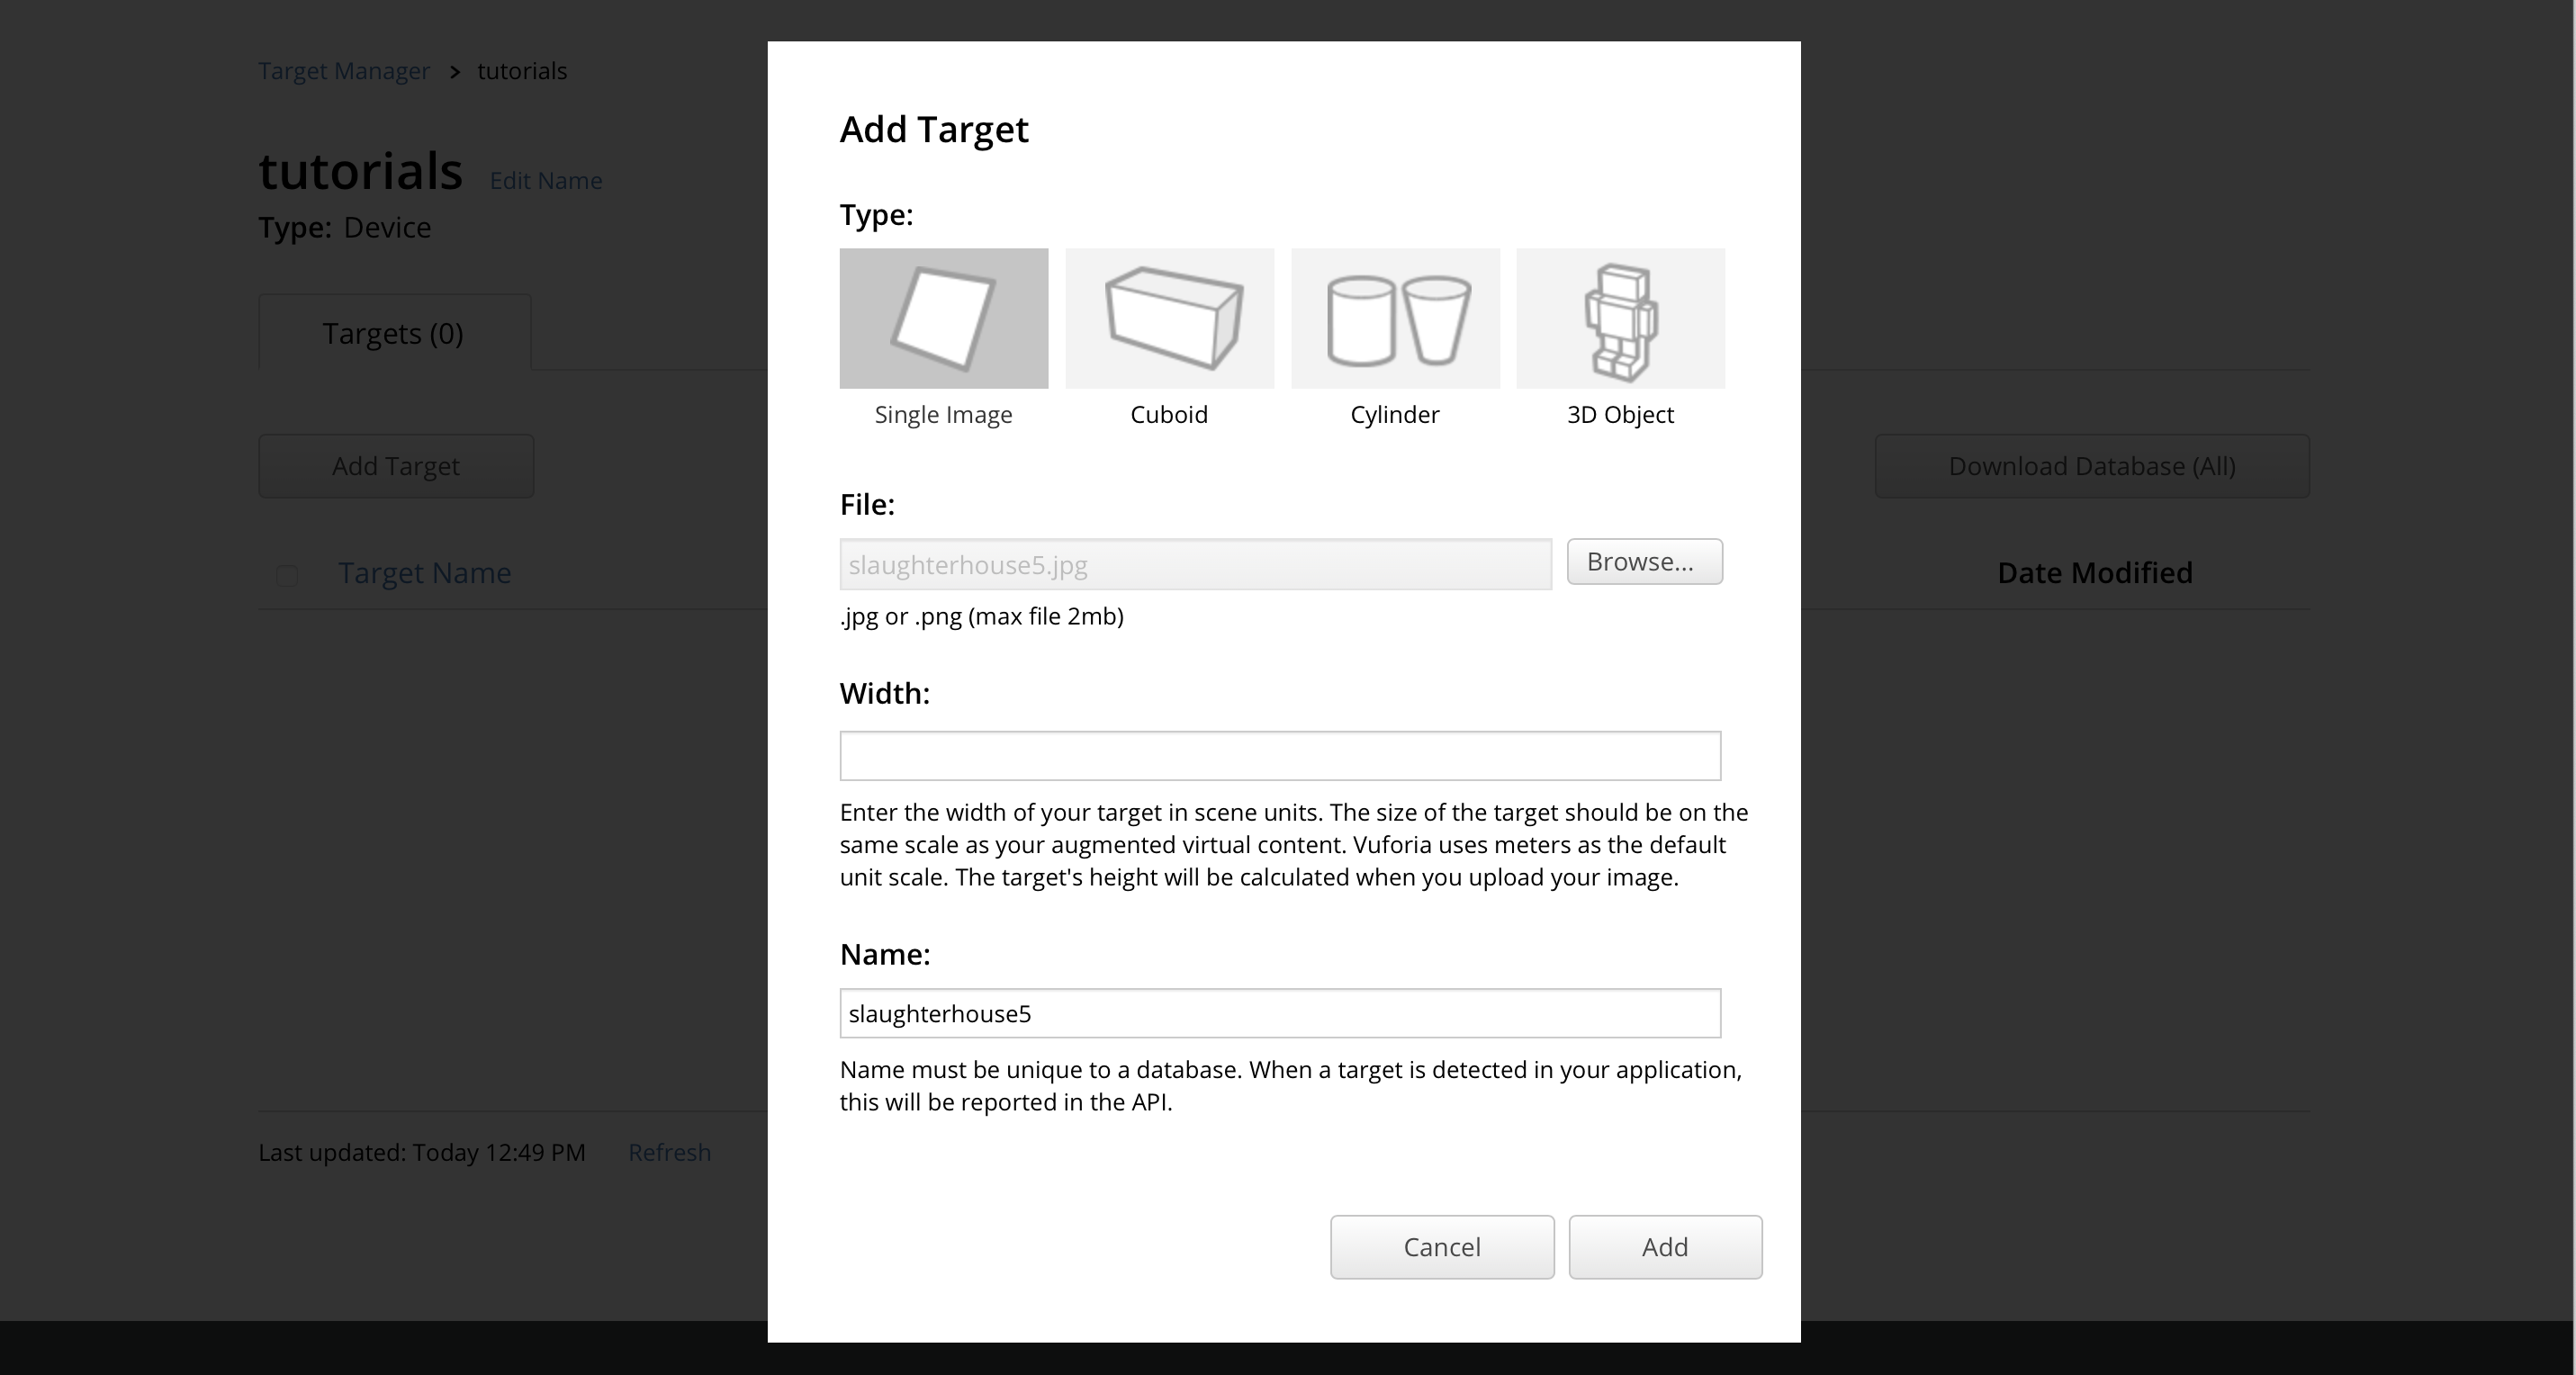 Target Manager > tutorials
tutorials Edit Name
Type: Device
Targets (0)
Add Target
Download Database (All)
Target Name
Date Modified
Last updated: Today 12:49 PM Refresh
Add Target
Type:
Single Image Cuboid Cylinder 3D Object
File:
slaughterhouse5.jpg Browse...
.jpg or .png (max file 2mb)
Width:
Enter the width of your target in scene units. The size of the target should be on the
same scale as your augmented virtual content. Vuforia uses meters as the default
unit scale. The target's height will be calculated when you upload your image.
Name:
slaughterhouse5
Name must be unique to a database. When a target is detected in your application,
this will be reported in the API.
Cancel Add